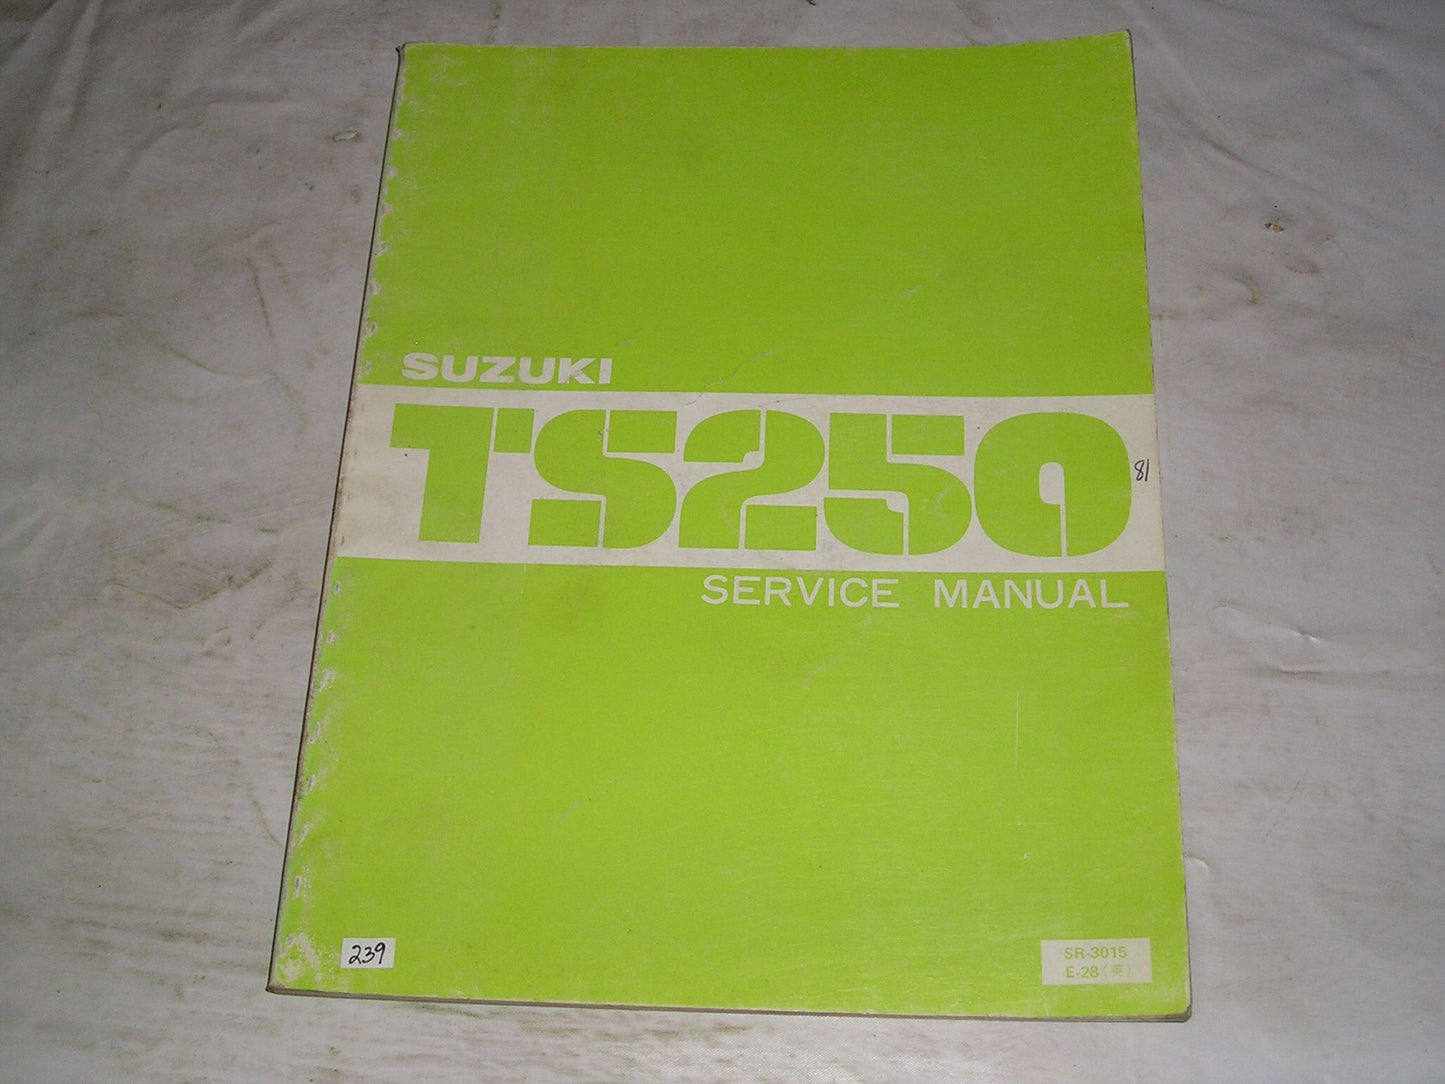 SUZUKI
TS250
81
SERVICE MANUAL
239
SR-3015
E-28 (英)